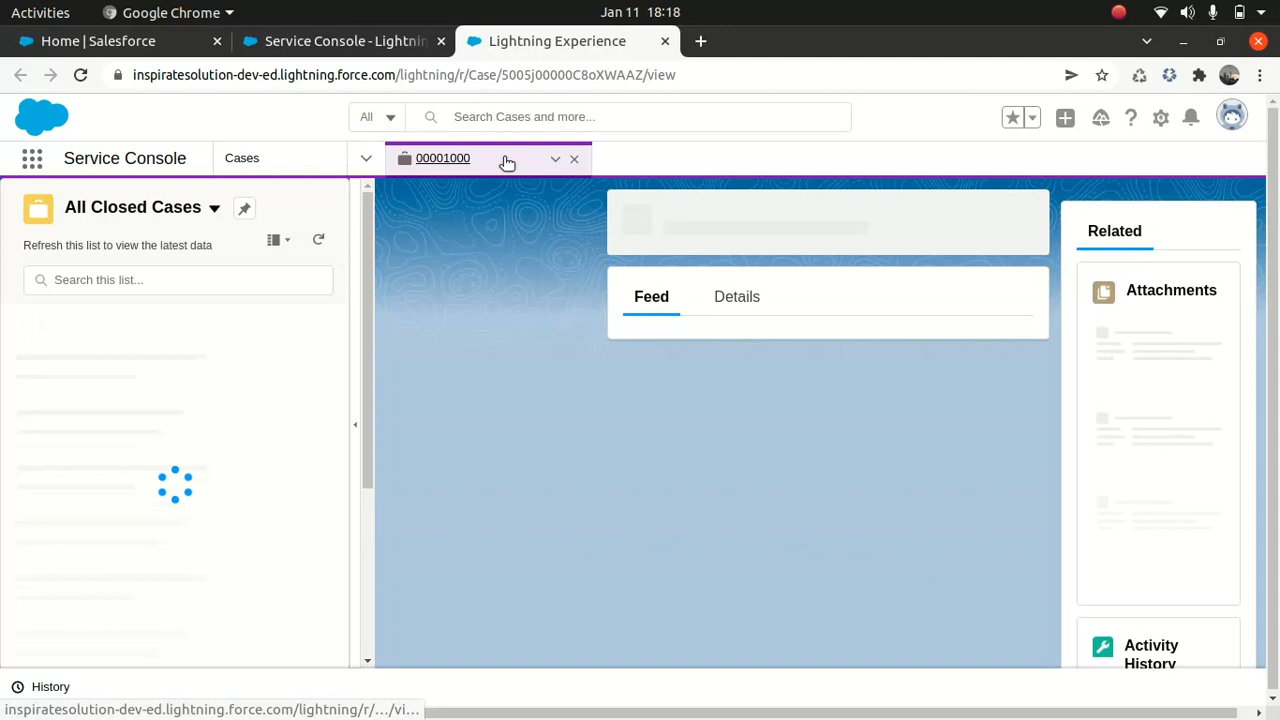 Activities
Google Chrome
Jan 11 18:18
Home | Salesforce
Service Console - Lightnin
Lightning Experience
inspiratesolution-dev-ed.lightning.force.com/lightning/r/Case/5005j00000C8oXWAAZ/view
All
Search Cases and more...
Service Console
Cases
00001000
All Closed Cases
Refresh this list to view the latest data
Search this list...
Feed
Details
Related
Attachments
Activity
History
History
inspiratesolution-dev-ed.lightning.force.com/lightning/r/.../vi...